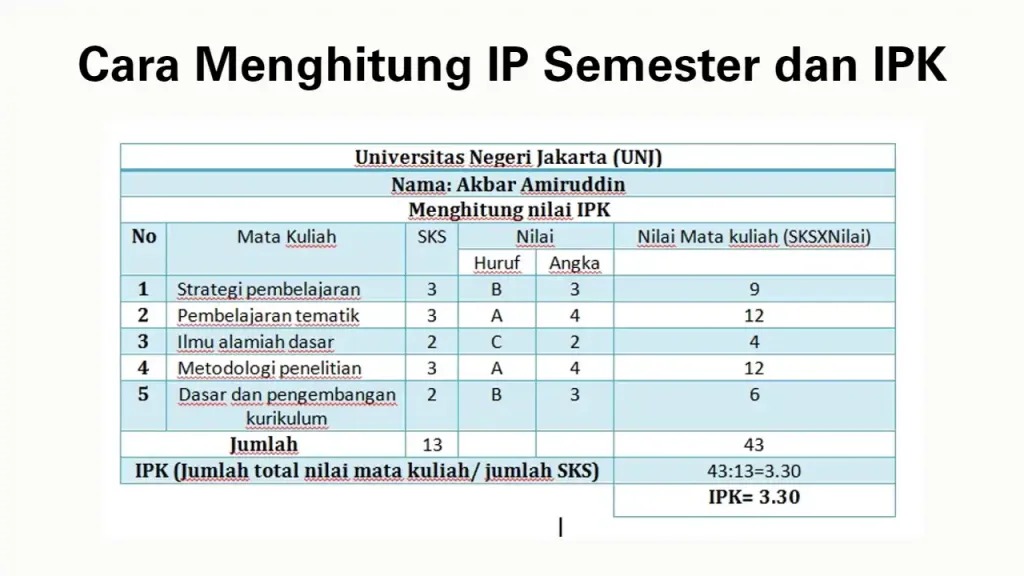 Cara Menghitung IP Semester dan IPK
Universitas Negeri Jakarta (UNJ)
Nama: Akbar Amiruddin
Menghitung nilai IPK
No Mata Kuliah SKS Nilai Nilai Mata kuliah (SKSXNilai)
Huruf Angka
1 Strategi pembelajaran 3 B 3 9
2 Pembelajaran tematik 3 A 4 12
3 Ilmu alamiah dasar 2 C 2 4
4 Metodologi penelitian 3 A 4 12
5 Dasar dan pengembangan 2 B 3 6
kurikulum
Jumlah 13 43
IPK (Jumlah total nilai mata kuliah/ jumlah SKS) 43:13=3.30
IPK= 3.30